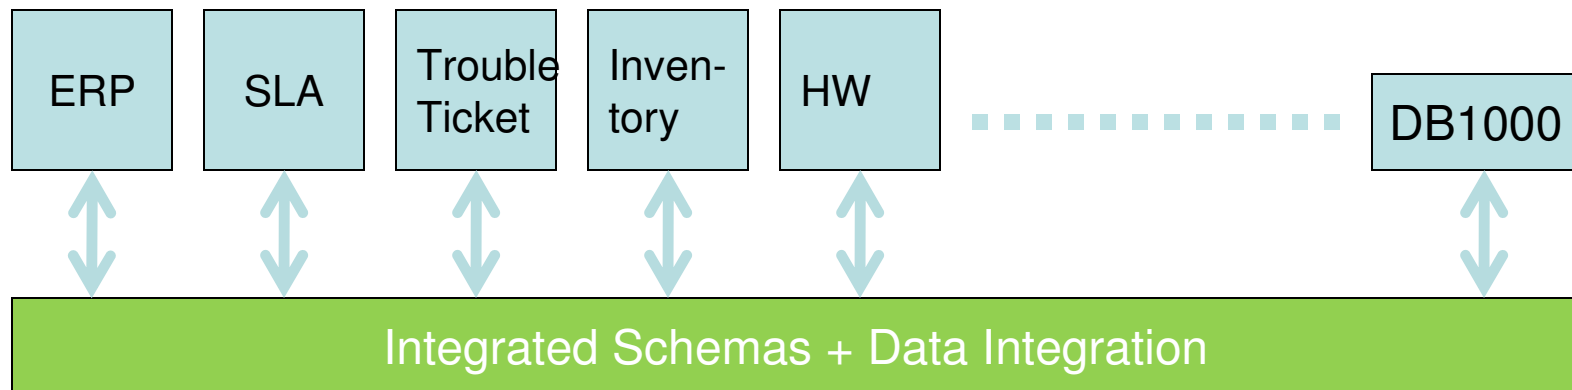 ERP
SLA
Trouble
Ticket
Inven-
tory
HW
DB1000
Integrated Schemas + Data Integration